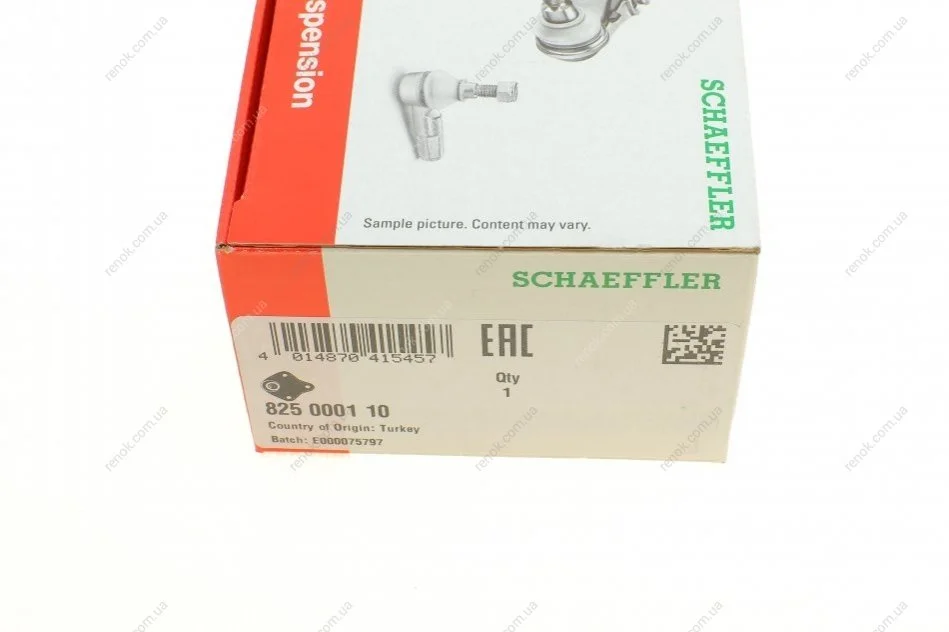 spension
SCHAEFFLER
Sample picture. Content may vary.
SCHAEFFLER
4 014870 415457
EAC
Qty
1
825 0001 10
Country of Origin: Turkey
Batch: E000075797
renok.com.ua